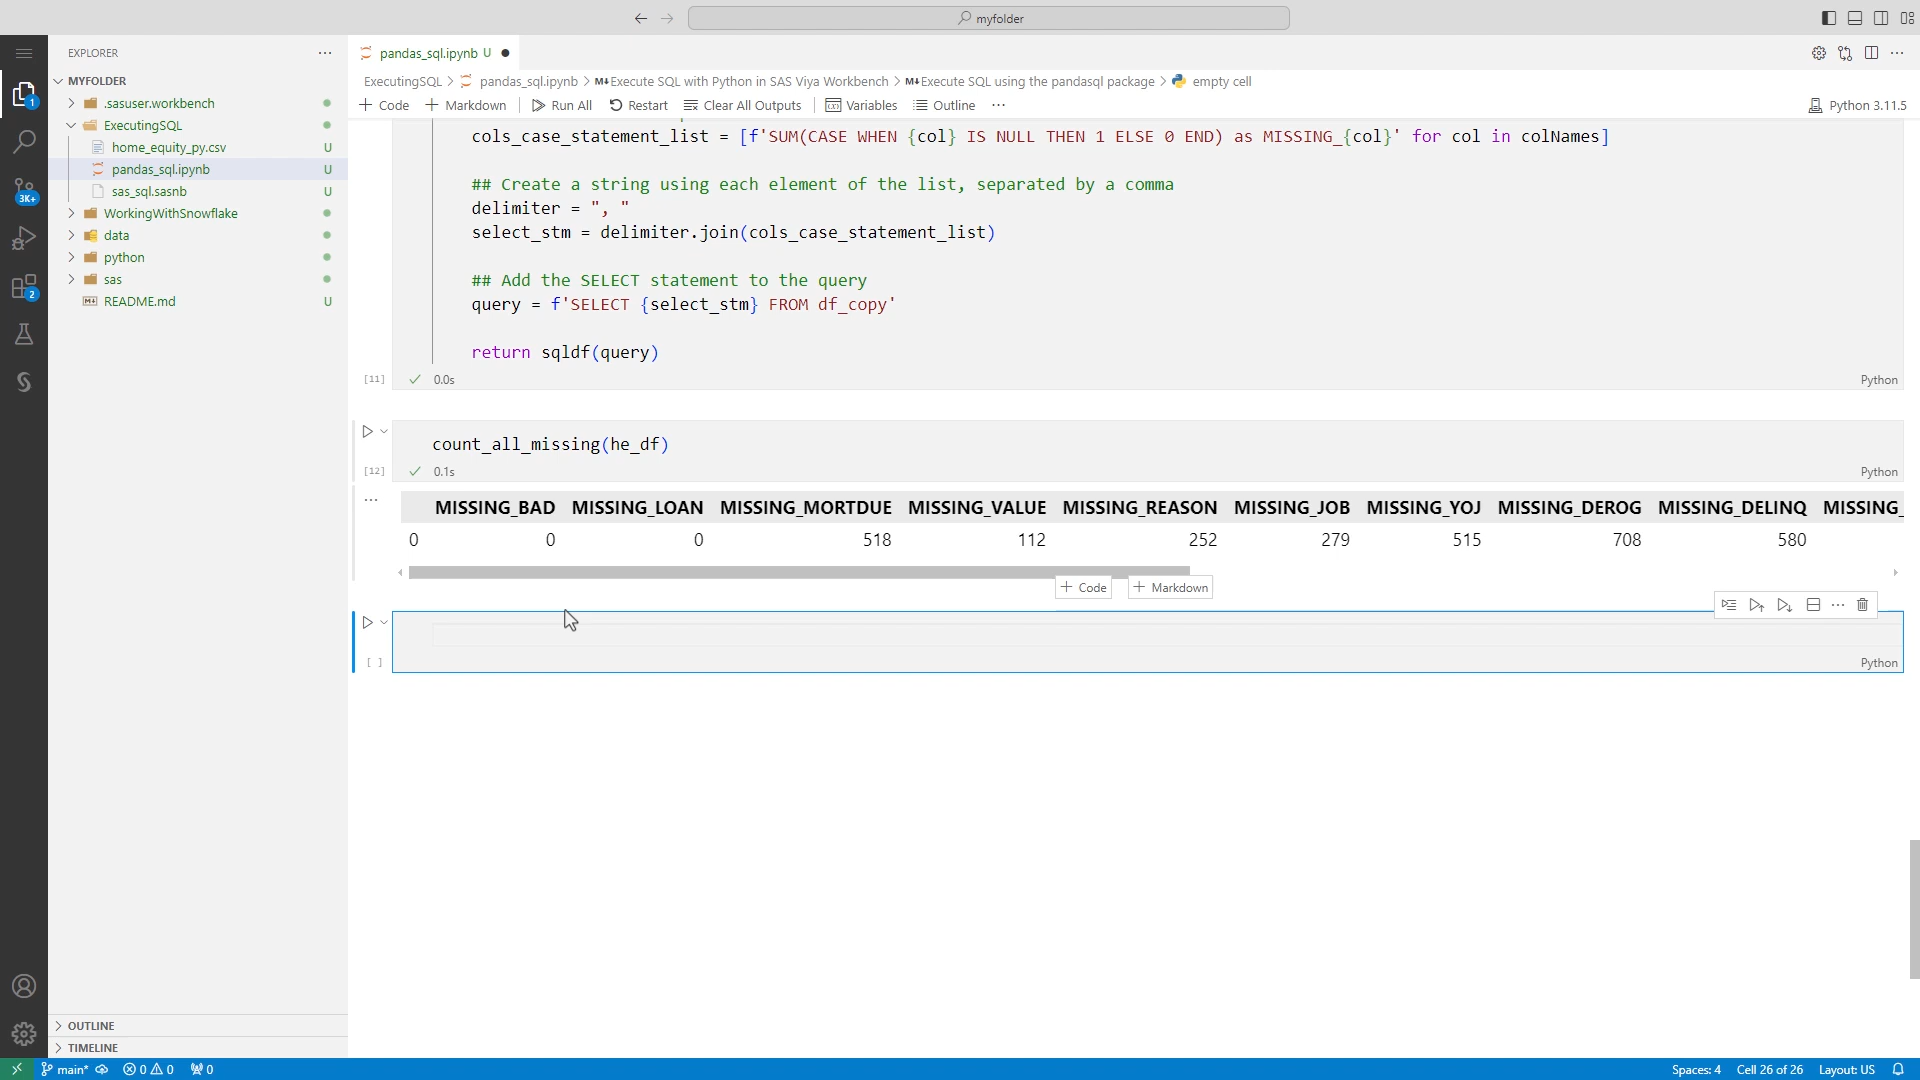 myfolder
EXPLORER
MYFOLDER
.sasuser.workbench
ExecutingSQL
home_equity_py.csv U
pandas_sql.ipynb U
sas_sql.sasnb U
WorkingWithSnowflake
data
python
sas
README.md U
OUTLINE
TIMELINE
1
3K+
2
pandas_sql.ipynb U
ExecutingSQL > pandas_sql.ipynb > M↓Execute SQL with Python in SAS Viya Workbench > M↓Execute SQL using the pandasql package > empty cell
+ Code + Markdown Run All Restart Clear All Outputs Variables Outline ... Python 3.11.5
cols_case_statement_list = [f'SUM(CASE WHEN {col} IS NULL THEN 1 ELSE 0 END) as MISSING_{col}' for col in colNames]
## Create a string using each element of the list, separated by a comma
delimiter = ", "
select_stm = delimiter.join(cols_case_statement_list)
## Add the SELECT statement to the query
query = f'SELECT {select_stm} FROM df_copy'
return sqldf(query)
[11] 0.0s Python
count_all_missing(he_df)
[12] 0.1s Python
MISSING_BAD MISSING_LOAN MISSING_MORTDUE MISSING_VALUE MISSING_REASON MISSING_JOB MISSING_YOJ MISSING_DEROG MISSING_DELINQ MISSING_
0 0 0 518 112 252 279 515 708 580
+ Code + Markdown
[ ] Python
main* 0 0 0 Spaces: 4 Cell 26 of 26 Layout: US